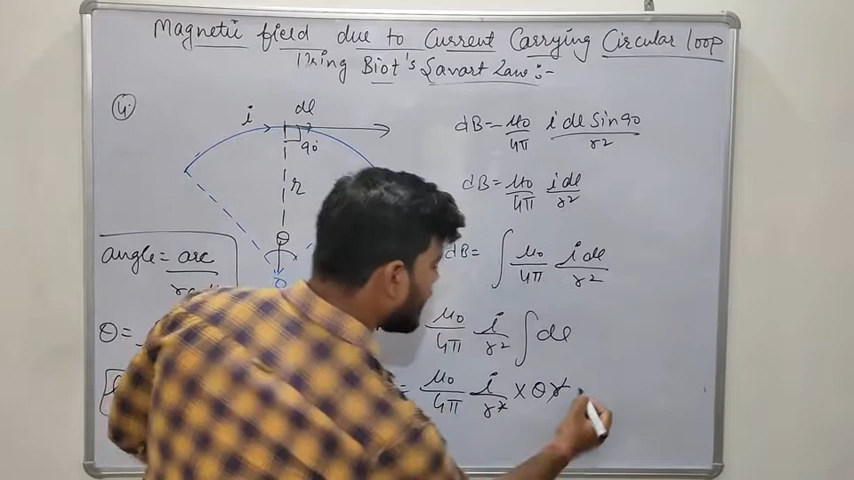 Magnetic field due to Current Carrying Circular loop
Using Biot's Savart Law :-
4.
i
dl
90°
r
θ
o
angle = arc
θ =
dB = μ0/4π i dl Sin90/r2
dB = μ0/4π i dl/r2
dB = ∫ μ0/4π i dl/r2
μ0/4π i/r2 ∫ dl
= μ0/4π i/r2 × θr